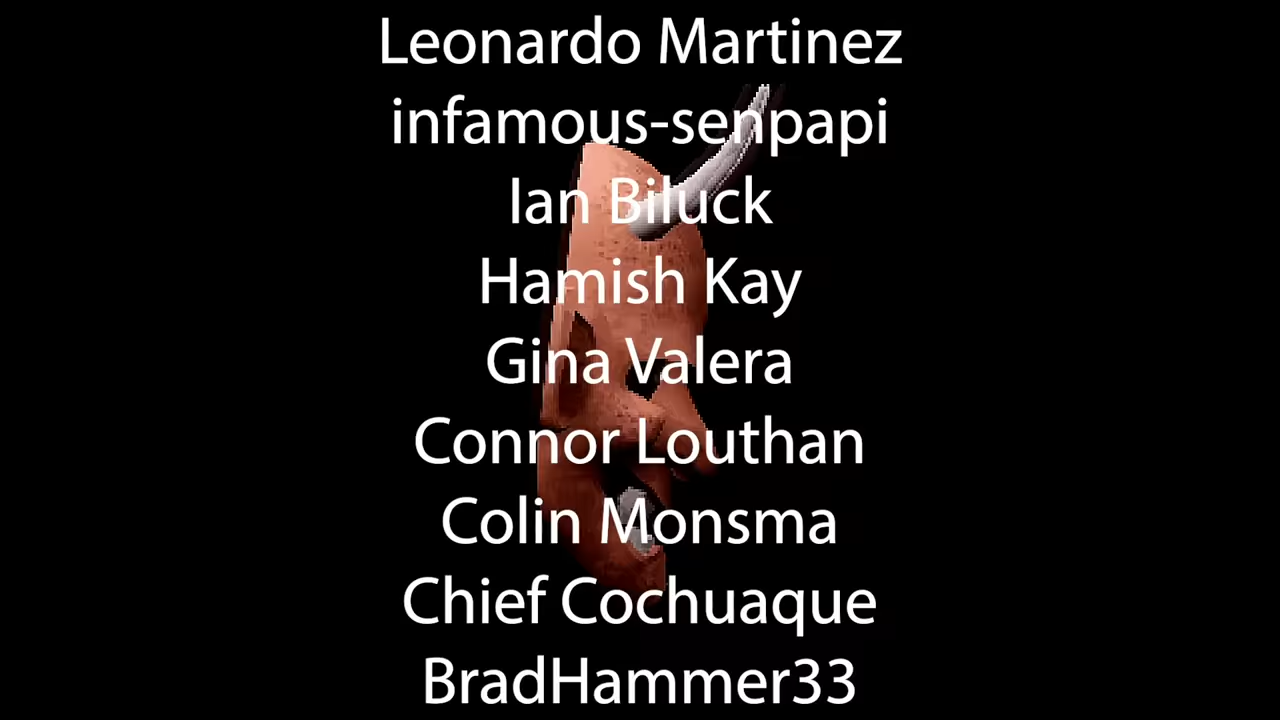 Leonardo Martinez
infamous-senpapi
Ian Biluck
Hamish Kay
Gina Valera
Connor Louthan
Colin Monsma
Chief Cochuaque
BradHammer33